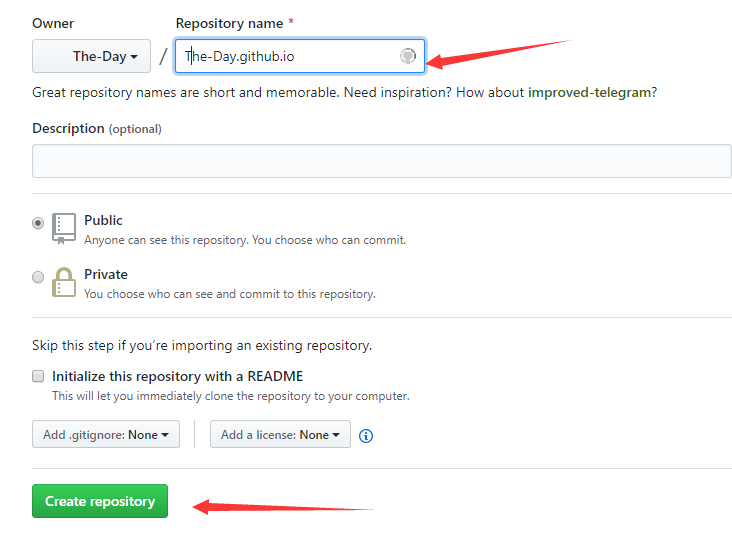 Owner Repository name *
The-Day / The-Day.github.io
Great repository names are short and memorable. Need inspiration? How about improved-telegram?
Description (optional)
Public
Anyone can see this repository. You choose who can commit.
Private
You choose who can see and commit to this repository.
Skip this step if you're importing an existing repository.
Initialize this repository with a README
This will let you immediately clone the repository to your computer.
Add .gitignore: None Add a license: None
Create repository